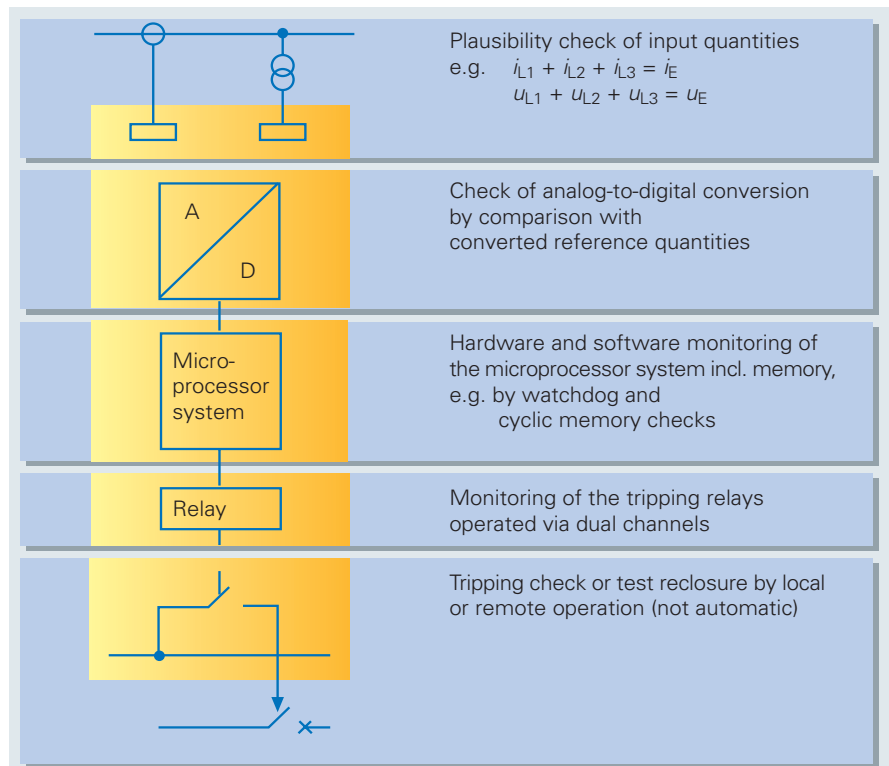 Plausibility check of input quantities
e.g. iL1 + iL2 + iL3 = iE
uL1 + uL2 + uL3 = uE
A
D
Check of analog-to-digital conversion
by comparison with
converted reference quantities
Micro-
processor
system
Hardware and software monitoring of
the microprocessor system incl. memory,
e.g. by watchdog and
cyclic memory checks
Relay
Monitoring of the tripping relays
operated via dual channels
Tripping check or test reclosure by local
or remote operation (not automatic)